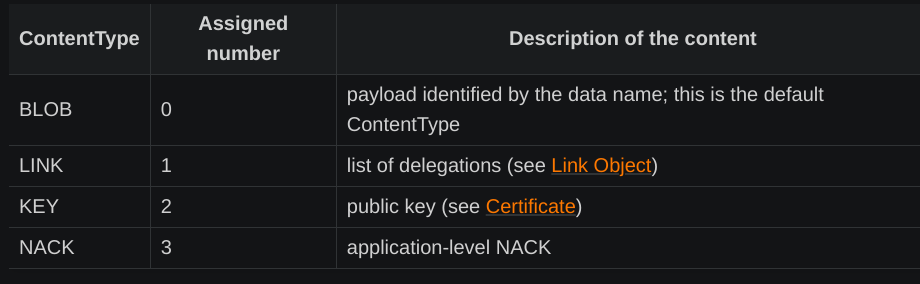 ContentType Assigned number Description of the content
BLOB 0 payload identified by the data name; this is the default ContentType
LINK 1 list of delegations (see Link Object)
KEY 2 public key (see Certificate)
NACK 3 application-level NACK